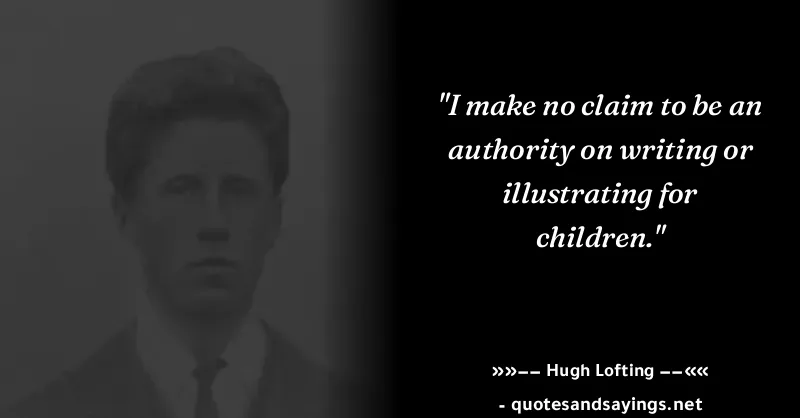 "I make no claim to be an
authority on writing or
illustrating for
children."
»»–– Hugh Lofting ––««
- quotesandsayings.net